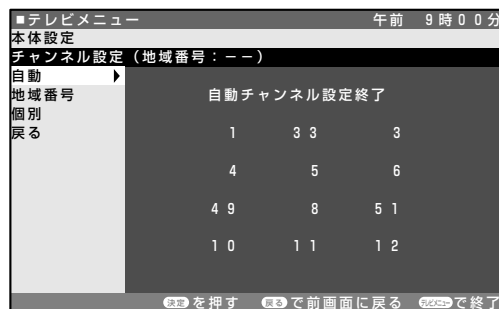 ■テレビメニュー 午前 9時00分
本体設定
チャンネル設定（地域番号：－－）
自動
地域番号
個別
戻る
自動チャンネル設定終了
1 33 3
4 5 6
49 8 51
10 11 12
決定を押す 戻るで前画面に戻る テレビメニューで終了